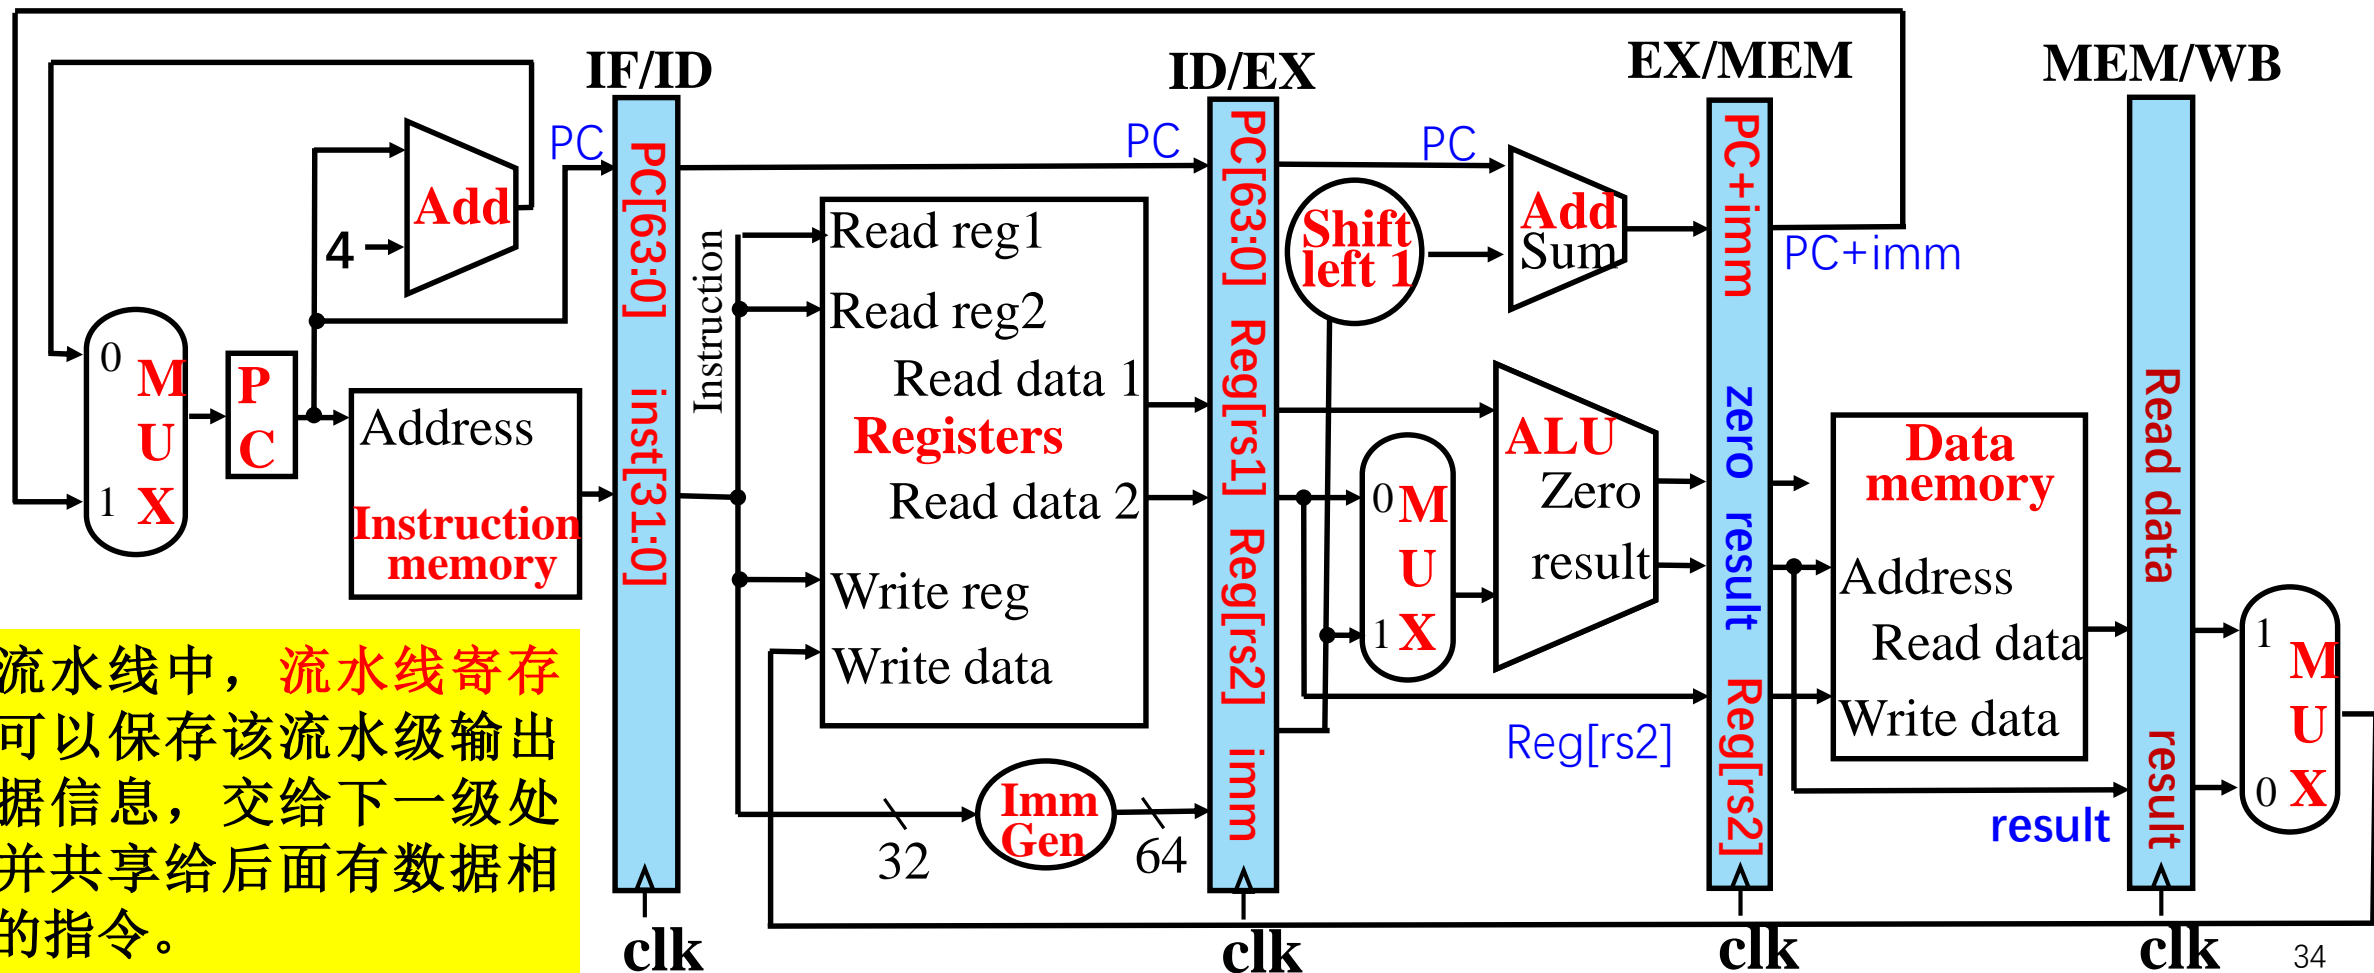 IF/ID
ID/EX
EX/MEM
MEM/WB
PC
PC
PC
Add
4
0
M
U
X
1
P
C
Address
Instruction
memory
PC[63:0]
inst[31:0]
Instruction
Read reg1
Read reg2
Read data 1
Registers
Read data 2
Write reg
Write data
32
Imm
Gen
64
PC[63:0]
Reg[rs1]
Reg[rs2]
imm
Shift
left 1
Add
Sum
0
M
U
1
X
ALU
Zero
result
Reg[rs2]
PC+imm
zero
result
Reg[rs2]
PC+imm
Data
memory
Address
Read data
Write data
result
Read data
result
1
M
U
0
X
流水线中，流水线寄存
可以保存该流水级输出
据信息，交给下一级处
并共享给后面有数据相
的指令。
clk
clk
clk
clk
34